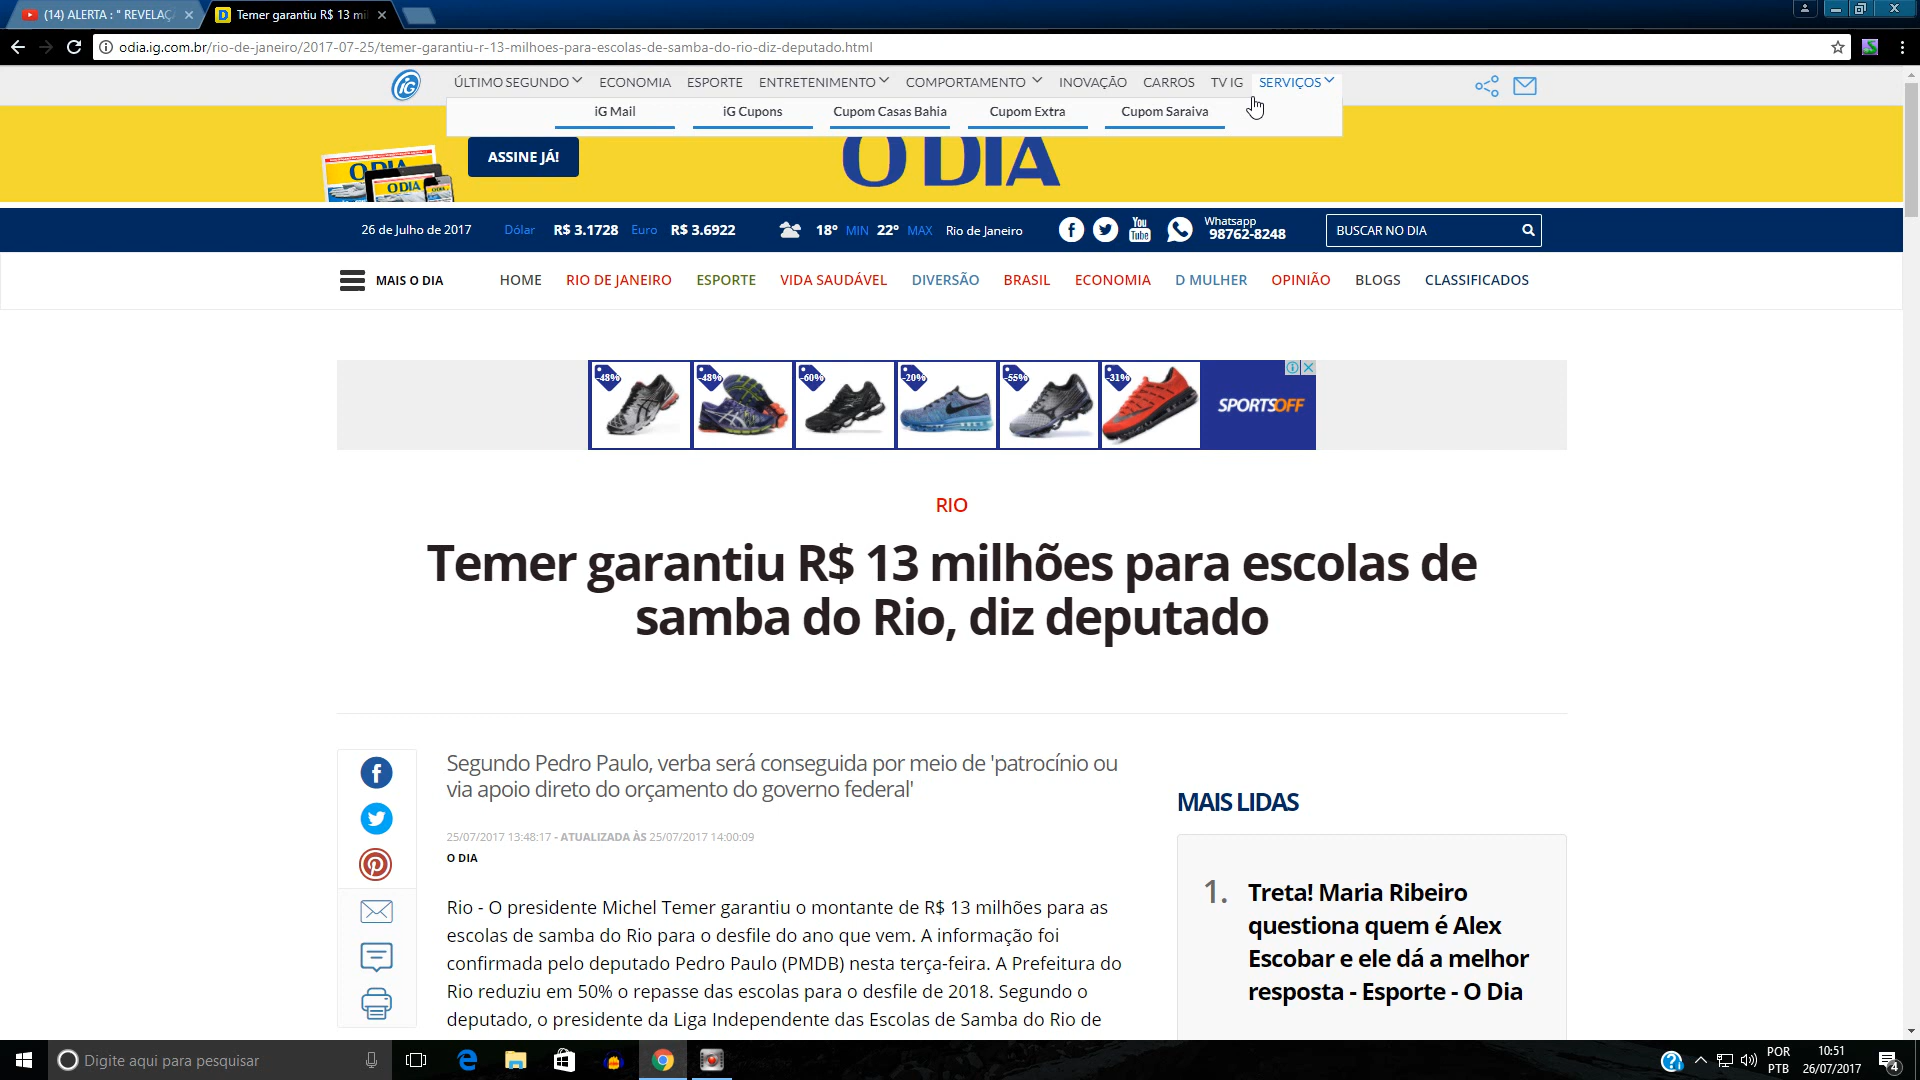 (14) ALERTA : " REVELAÇ
Temer garantiu R$ 13 mil
odia.ig.com.br/rio-de-janeiro/2017-07-25/temer-garantiu-r-13-milhoes-para-escolas-de-samba-do-rio-diz-deputado.html
iG
ÚLTIMO SEGUNDO ECONOMIA ESPORTE ENTRETENIMENTO COMPORTAMENTO INOVAÇÃO CARROS TV IG SERVIÇOS
iG Mail iG Cupons Cupom Casas Bahia Cupom Extra Cupom Saraiva
O DIA
O DIA
ASSINE JÁ!
O DIA
26 de Julho de 2017 Dólar R$ 3.1728 Euro R$ 3.6922 18° MIN 22° MAX Rio de Janeiro
You
Tube
Whatsapp
98762-8248
BUSCAR NO DIA
MAIS O DIA HOME RIO DE JANEIRO ESPORTE VIDA SAUDÁVEL DIVERSÃO BRASIL ECONOMIA D MULHER OPINIÃO BLOGS CLASSIFICADOS
-48% -48% -60% -20% -55% -31%
SPORTSOFF
RIO
Temer garantiu R$ 13 milhões para escolas de
samba do Rio, diz deputado
Segundo Pedro Paulo, verba será conseguida por meio de 'patrocínio ou
via apoio direto do orçamento do governo federal'
25/07/2017 13:48:17 - ATUALIZADA ÀS 25/07/2017 14:00:09
O DIA
Rio - O presidente Michel Temer garantiu o montante de R$ 13 milhões para as
escolas de samba do Rio para o desfile do ano que vem. A informação foi
confirmada pelo deputado Pedro Paulo (PMDB) nesta terça-feira. A Prefeitura do
Rio reduziu em 50% o repasse das escolas para o desfile de 2018. Segundo o
deputado, o presidente da Liga Independente das Escolas de Samba do Rio de
MAIS LIDAS
1. Treta! Maria Ribeiro
questiona quem é Alex
Escobar e ele dá a melhor
resposta - Esporte - O Dia
Digite aqui para pesquisar
POR
PTB
10:51
26/07/2017
4